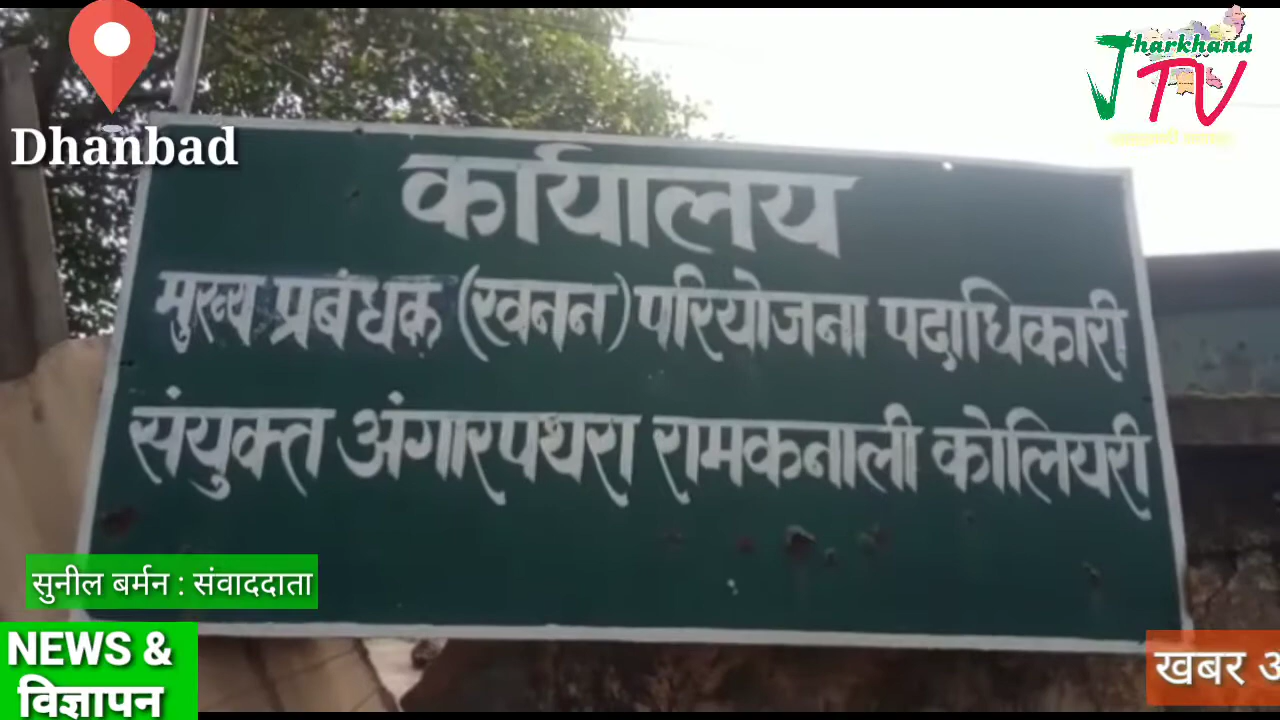 Jharkhand
TV
Dhanbad
कार्यालय
मुख्य प्रबंधक (खनन) परियोजना पदाधिकारी
संयुक्त अंगारपथरा रामकनाली कोलियरी
सुनील बर्मन : संवाददाता
NEWS &
विज्ञापन
खबर